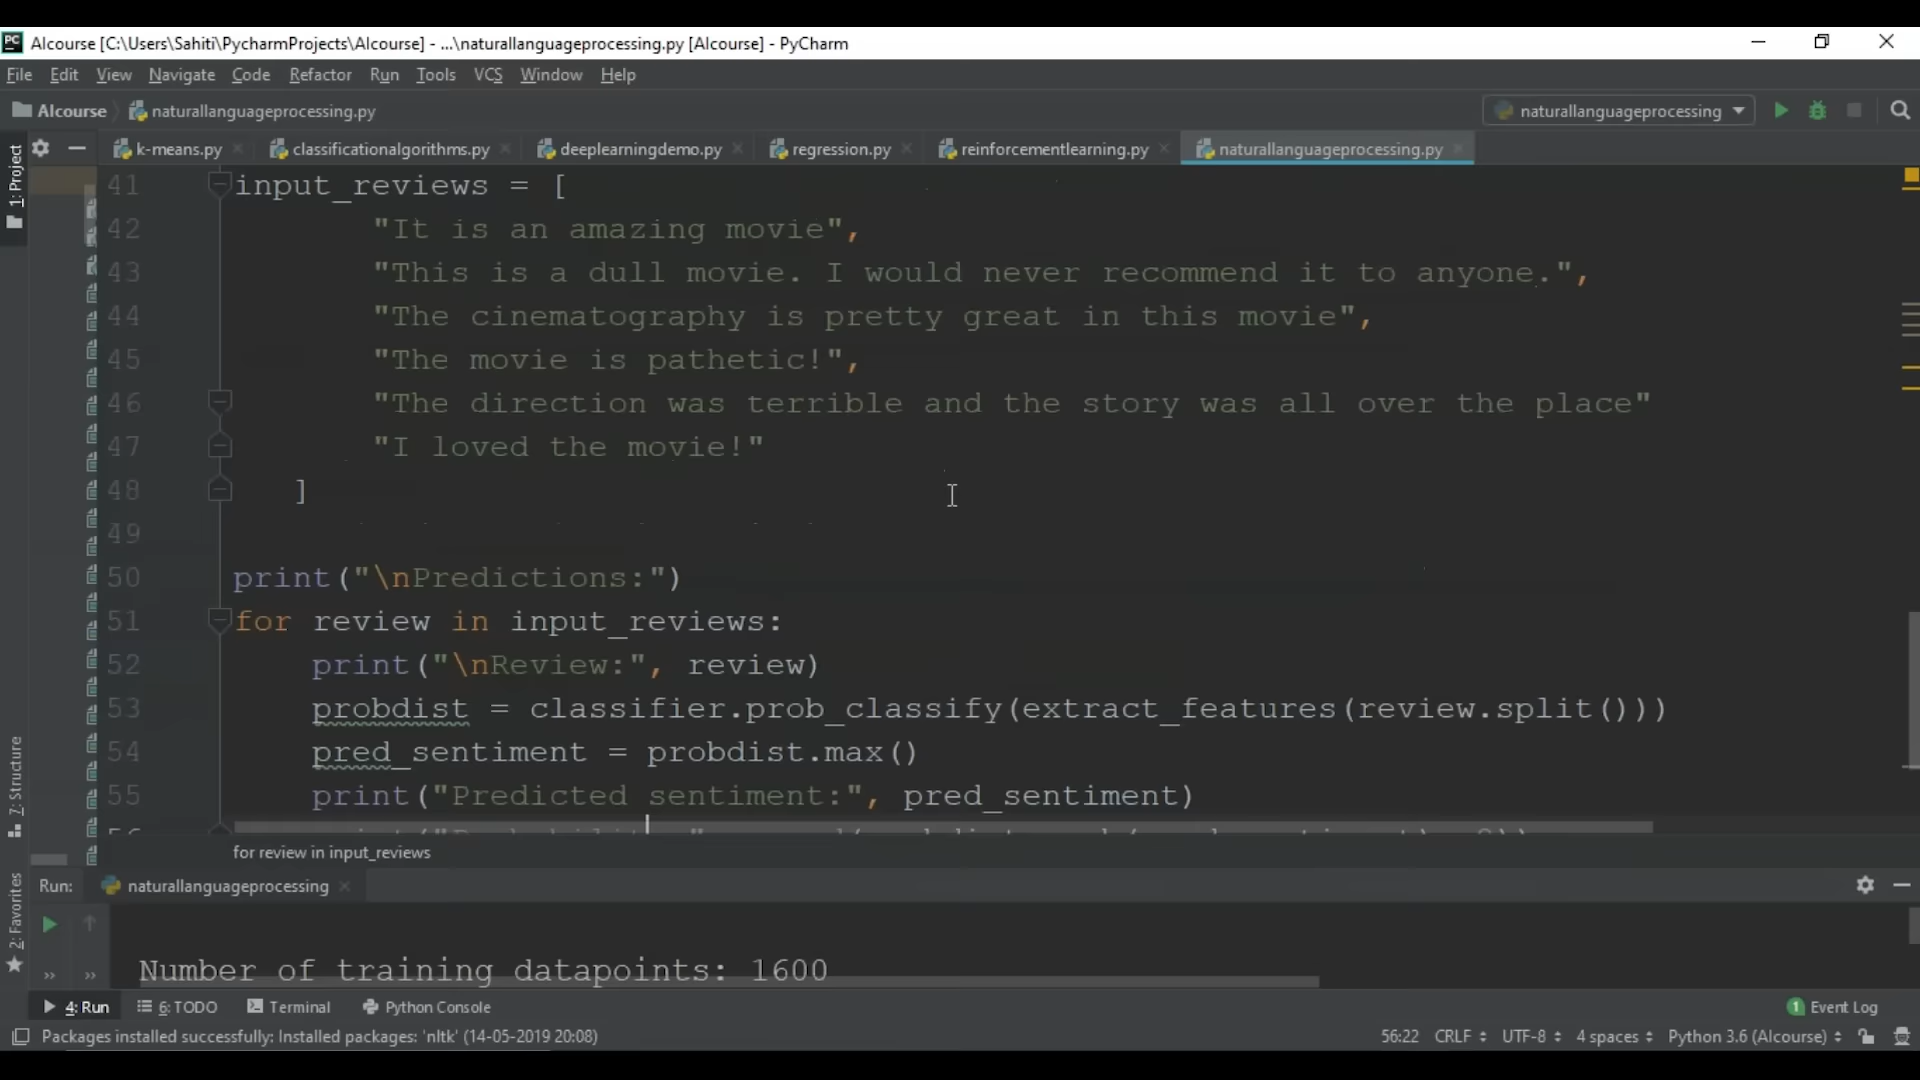 PC Alcourse [C:\Users\Sahiti\PycharmProjects\Alcourse] - ...\naturallanguageprocessing.py [Alcourse] - PyCharm
File Edit View Navigate Code Refactor Run Tools VCS Window Help
Alcourse naturallanguageprocessing.py naturallanguageprocessing
1: Project k-means.py classificationalgorithms.py deeplearningdemo.py regression.py reinforcementlearning.py naturallanguageprocessing.py
41 input_reviews = [
42 "It is an amazing movie",
43 "This is a dull movie. I would never recommend it to anyone.",
44 "The cinematography is pretty great in this movie",
45 "The movie is pathetic!",
46 "The direction was terrible and the story was all over the place"
47 "I loved the movie!"
48 ]
49
50 print("\nPredictions:")
51 for review in input_reviews:
52 print("\nReview:", review)
53 probdist = classifier.prob_classify(extract_features(review.split()))
54 pred_sentiment = probdist.max()
55 print("Predicted sentiment:", pred_sentiment)
7: Structure
for review in input_reviews
Run: naturallanguageprocessing
2: Favorites
Number of training datapoints: 1600
4: Run 6: TODO Terminal Python Console 1 Event Log
Packages installed successfully: Installed packages: 'nltk' (14-05-2019 20:08) 56:22 CRLF UTF-8 4 spaces Python 3.6 (Alcourse)